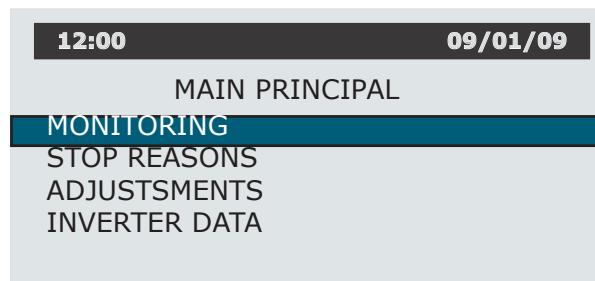 12:00 09/01/09
MAIN PRINCIPAL
MONITORING
STOP REASONS
ADJUSTSMENTS
INVERTER DATA